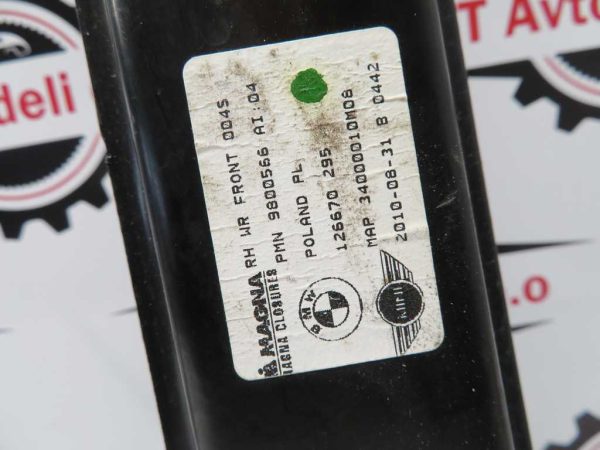 MAGNA
MAGNA CLOSURES
RH WR FRONT 004S
PMN 9800566 AI:04
POLAND PL
126670 295
MAP 34000010M08
2010-08-31 B 0442
BMW
MINI
deli
T Avto
.o